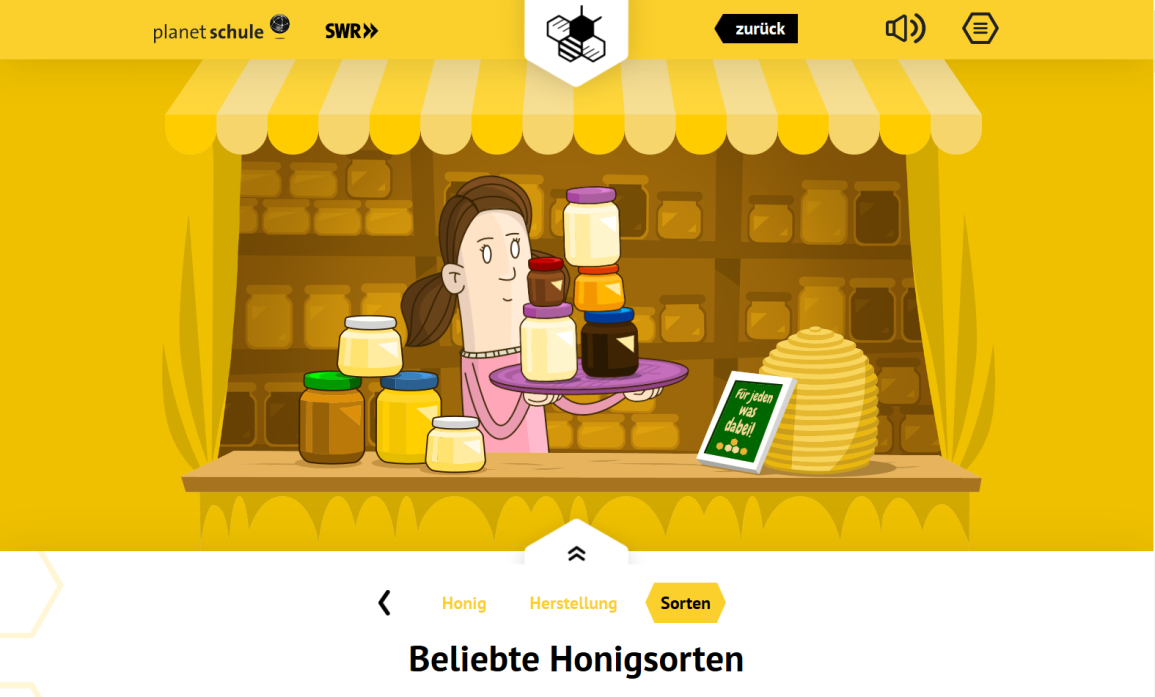 planet schule
SWR»
zurück
Für jeden
was
dabei!
Honig
Herstellung
Sorten
Beliebte Honigsorten